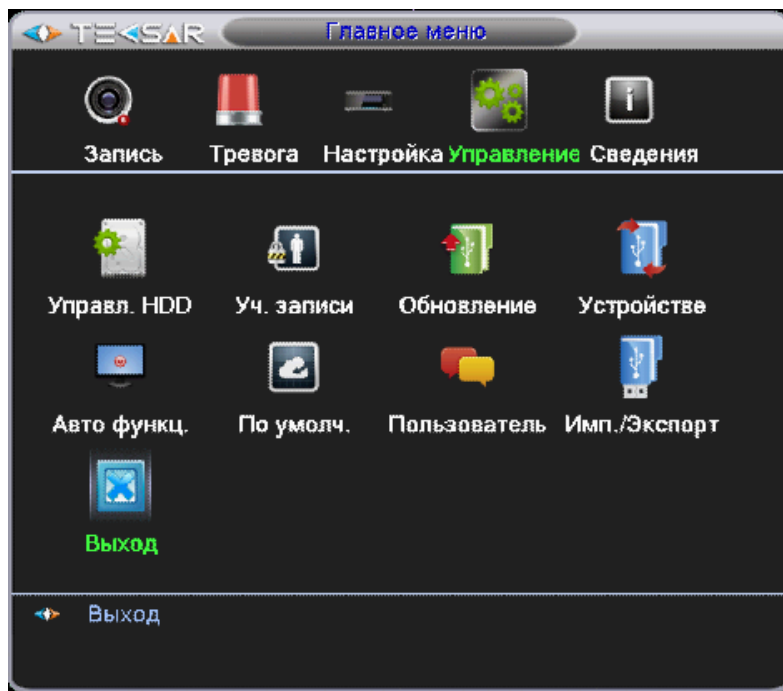 TEKSAR Главное меню
Запись Тревога Настройка Управление Сведения
Управл. HDD Уч. записи Обновление Устройстве
Авто функц. По умолч. Пользователь Имп./Экспорт
Выход
Выход